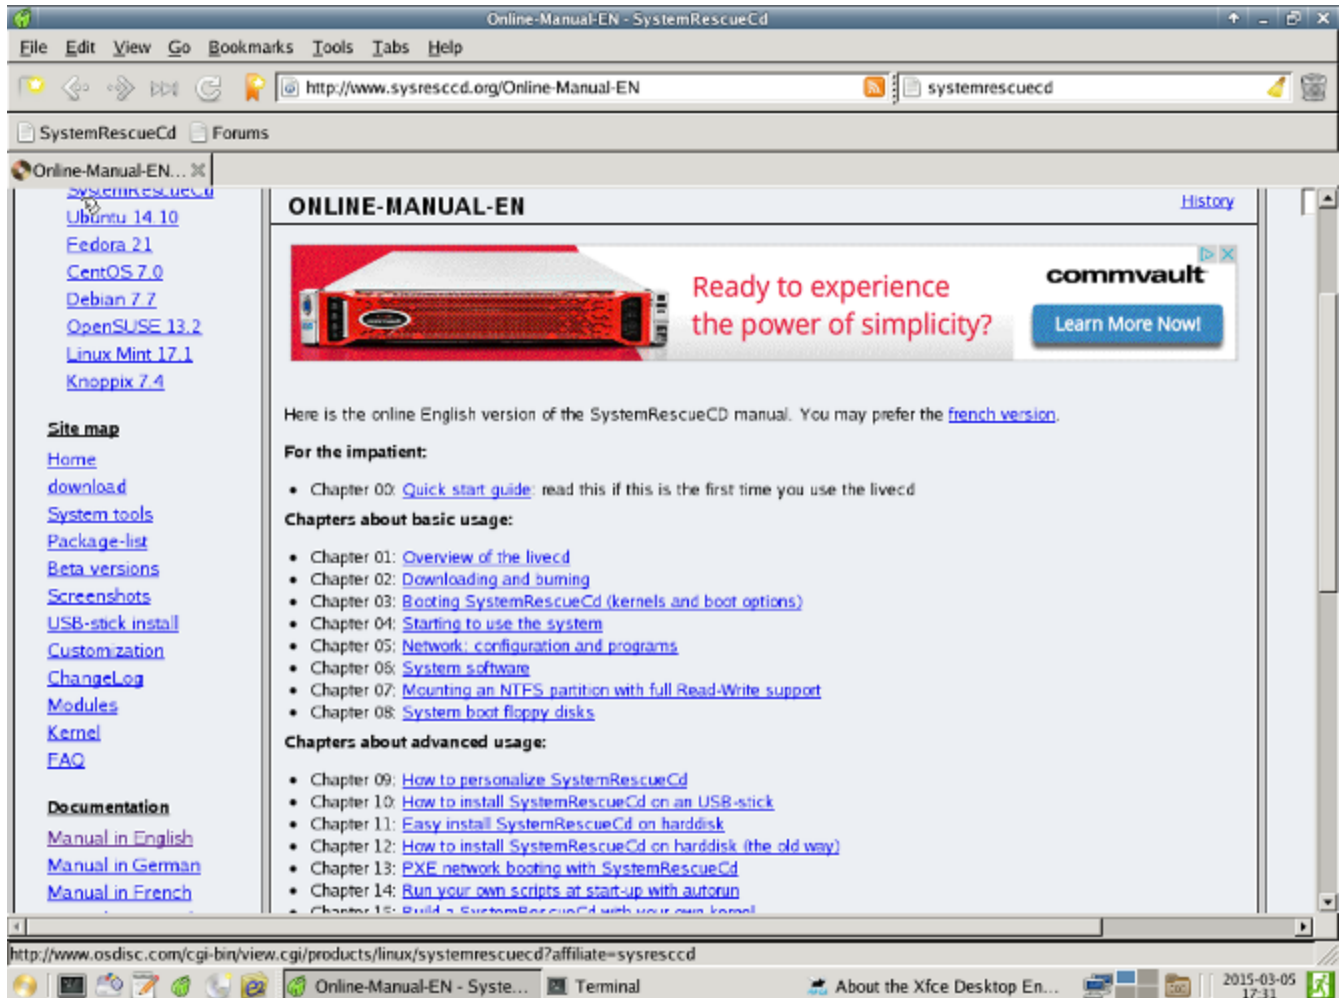 Online-Manual-EN - SystemRescueCd
File Edit View Go Bookmarks Tools Tabs Help
http://www.sysresccd.org/Online-Manual-EN systemrescuecd
SystemRescueCd Forums
Online-Manual-EN...
SystemRescueCd
Ubuntu 14.10
Fedora 21
CentOS 7.0
Debian 7.7
OpenSUSE 13.2
Linux Mint 17.1
Knoppix 7.4
Site map
Home
download
System tools
Package-list
Beta versions
Screenshots
USB-stick install
Customization
ChangeLog
Modules
Kernel
FAQ
Documentation
Manual in English
Manual in German
Manual in French
ONLINE-MANUAL-EN History
Ready to experience
the power of simplicity?
commvault
Learn More Now!
Here is the online English version of the SystemRescueCD manual. You may prefer the french version.
For the impatient:
• Chapter 00: Quick start guide: read this if this is the first time you use the livecd
Chapters about basic usage:
• Chapter 01: Overview of the livecd
• Chapter 02: Downloading and burning
• Chapter 03: Booting SystemRescueCd (kernels and boot options)
• Chapter 04: Starting to use the system
• Chapter 05: Network: configuration and programs
• Chapter 06: System software
• Chapter 07: Mounting an NTFS partition with full Read-Write support
• Chapter 08: System boot floppy disks
Chapters about advanced usage:
• Chapter 09: How to personalize SystemRescueCd
• Chapter 10: How to install SystemRescueCd on an USB-stick
• Chapter 11: Easy install SystemRescueCd on harddisk
• Chapter 12: How to install SystemRescueCd on harddisk (the old way)
• Chapter 13: PXE network booting with SystemRescueCd
• Chapter 14: Run your own scripts at start-up with autorun
• Chapter 15: Build a SystemRescueCd with your own kernel
http://www.osdisc.com/cgi-bin/view.cgi/products/linux/systemrescuecd?affiliate=sysresccd
Online-Manual-EN - Syste... Terminal About the Xfce Desktop En... 2015-03-05
17:31